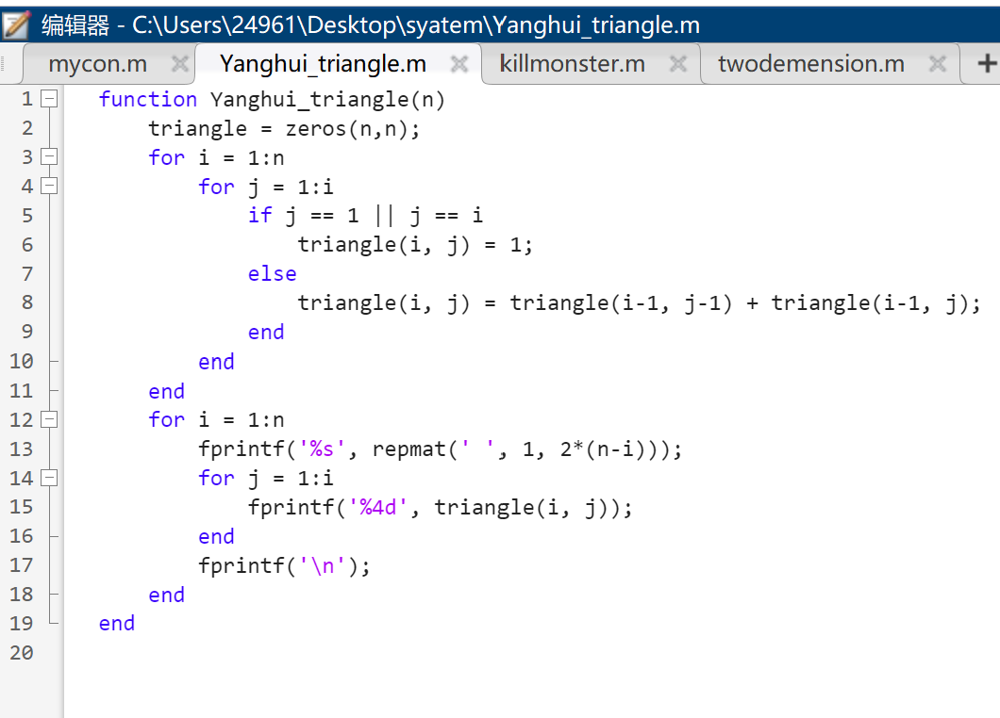 编辑器 - C:\Users\24961\Desktop\syatem\Yanghui_triangle.m
mycon.m Yanghui_triangle.m killmonster.m twodemension.m
1 function Yanghui_triangle(n)
2     triangle = zeros(n,n);
3     for i = 1:n
4         for j = 1:i
5             if j == 1 || j == i
6                 triangle(i, j) = 1;
7             else
8                 triangle(i, j) = triangle(i-1, j-1) + triangle(i-1, j);
9             end
10         end
11     end
12     for i = 1:n
13         fprintf('%s', repmat(' ', 1, 2*(n-i)));
14         for j = 1:i
15             fprintf('%4d', triangle(i, j));
16         end
17         fprintf('\n');
18     end
19 end
20